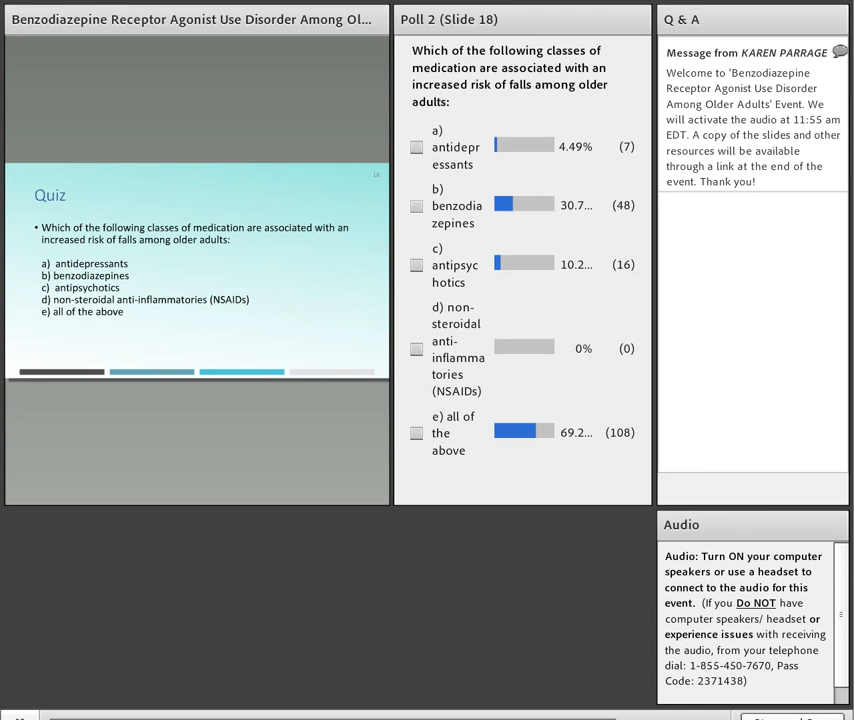 Benzodiazepine Receptor Agonist Use Disorder Among Ol...
18
Quiz
• Which of the following classes of medication are associated with an
increased risk of falls among older adults:
a) antidepressants
b) benzodiazepines
c) antipsychotics
d) non-steroidal anti-inflammatories (NSAIDs)
e) all of the above
Poll 2 (Slide 18)
Which of the following classes of
medication are associated with an
increased risk of falls among older
adults:
a)
antidepr
essants
4.49% (7)
b)
benzodia
zepines
30.7... (48)
c)
antipsyc
hotics
10.2... (16)
d) non-
steroidal
anti-
inflamma
tories
(NSAIDs)
0% (0)
e) all of
the
above
69.2... (108)
Q & A
Message from KAREN PARRAGE
Welcome to 'Benzodiazepine
Receptor Agonist Use Disorder
Among Older Adults' Event. We
will activate the audio at 11:55 am
EDT. A copy of the slides and other
resources will be available
through a link at the end of the
event. Thank you!
Audio
Audio: Turn ON your computer
speakers or use a headset to
connect to the audio for this
event. (If you Do NOT have
computer speakers/ headset or
experience issues with receiving
the audio, from your telephone
dial: 1-855-450-7670, Pass
Code: 2371438)